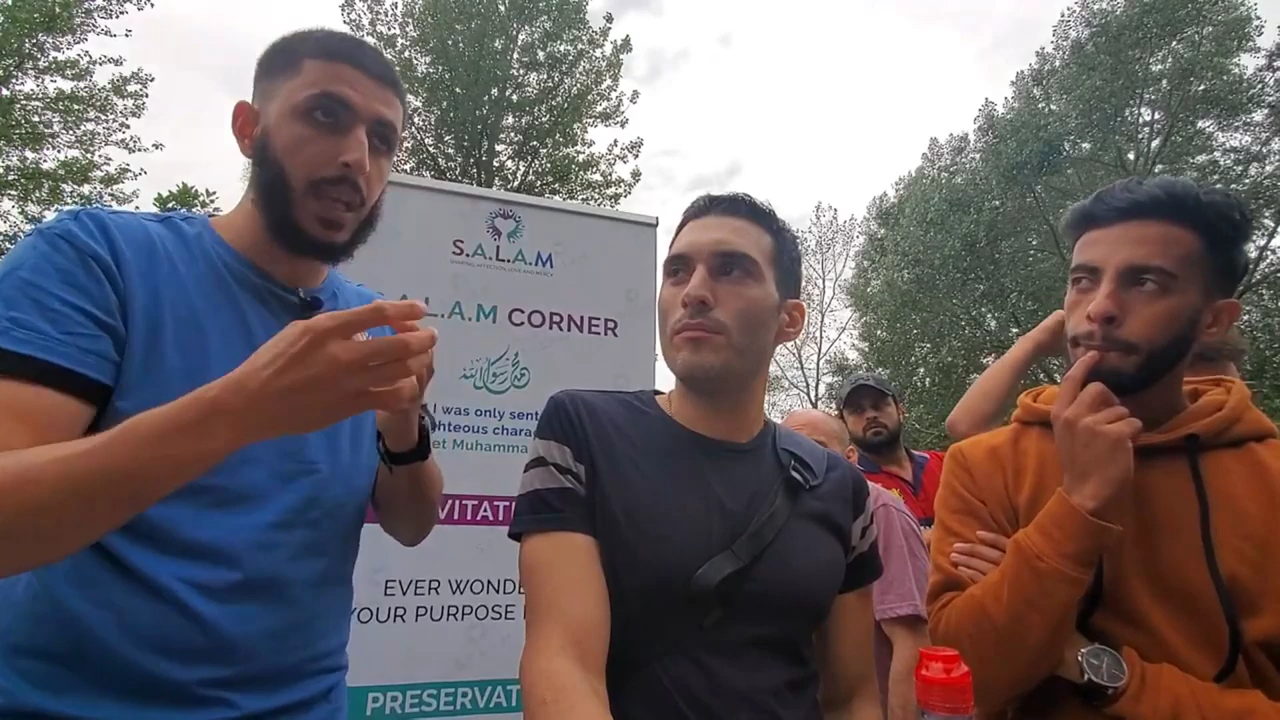 S.A.L.A.M
SHARING AFFECTION, LOVE AND MERCY
L.A.M CORNER
محمد رسول الله
I was only sent
hteous chara
et Muhamma
VITAT
EVER WONDE
YOUR PURPOSE
PRESERVAT